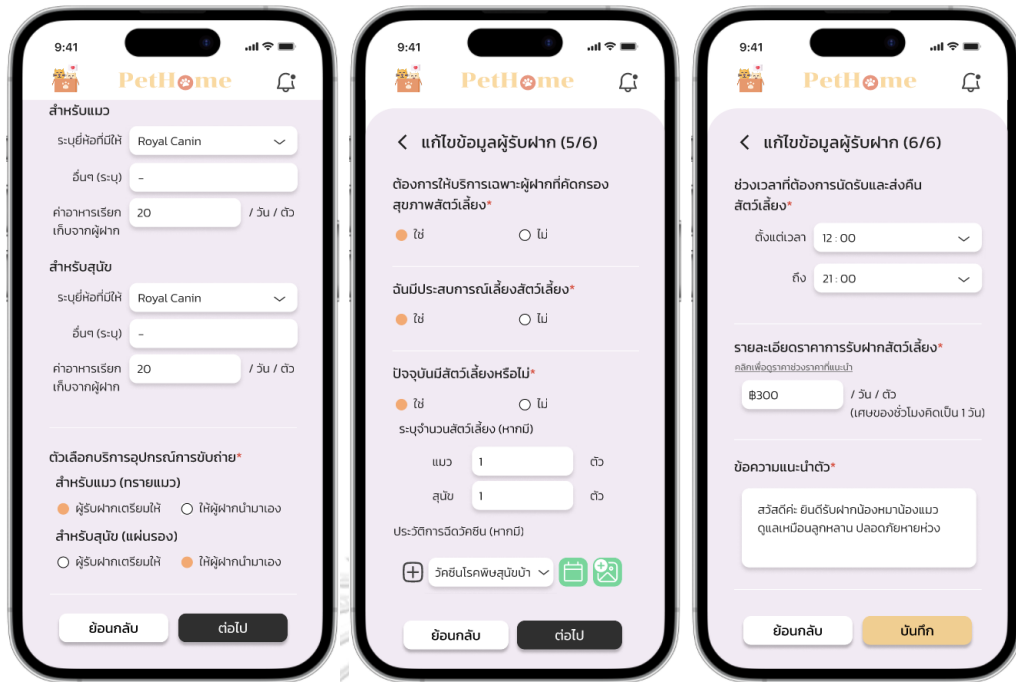 9:41
PetHome
สำหรับแมว
ระบุยี่ห้อที่มีให้ Royal Canin
อื่นๆ (ระบุ) -
ค่าอาหารเรียก 20 / วัน / ตัว
เก็บจากผู้ฝาก
สำหรับสุนัข
ระบุยี่ห้อที่มีให้ Royal Canin
อื่นๆ (ระบุ) -
ค่าอาหารเรียก 20 / วัน / ตัว
เก็บจากผู้ฝาก
ตัวเลือกบริการอุปกรณ์การขับถ่าย*
สำหรับแมว (ทรายแมว)
ผู้รับฝากเตรียมให้ ให้ผู้ฝากนำมาเอง
สำหรับสุนัข (แผ่นรอง)
ผู้รับฝากเตรียมให้ ให้ผู้ฝากนำมาเอง
ย้อนกลับ ต่อไป
9:41
PetHome
แก้ไขข้อมูลผู้รับฝาก (5/6)
ต้องการให้บริการเฉพาะผู้ฝากที่คัดกรอง
สุขภาพสัตว์เลี้ยง*
ใช่ ไม่
ฉันมีประสบการณ์เลี้ยงสัตว์เลี้ยง*
ใช่ ไม่
ปัจจุบันมีสัตว์เลี้ยงหรือไม่*
ใช่ ไม่
ระบุจำนวนสัตว์เลี้ยง (หากมี)
แมว 1 ตัว
สุนัข 1 ตัว
ประวัติการฉีดวัคซีน (หากมี)
วัคซีนโรคพิษสุนัขบ้า
ย้อนกลับ ต่อไป
9:41
PetHome
แก้ไขข้อมูลผู้รับฝาก (6/6)
ช่วงเวลาที่ต้องการนัดรับและส่งคืน
สัตว์เลี้ยง*
ตั้งแต่เวลา 12 : 00
ถึง 21 : 00
รายละเอียดราคาการรับฝากสัตว์เลี้ยง*
คลิกเพื่อดูราคาช่วงราคาที่แนะนำ
฿300 / วัน / ตัว
(เศษของชั่วโมงคิดเป็น 1 วัน)
ข้อความแนะนำตัว*
สวัสดีค่ะ ยินดีรับฝากน้องหมาน้องแมว
ดูแลเหมือนลูกหลาน ปลอดภัยหายห่วง
ย้อนกลับ บันทึก